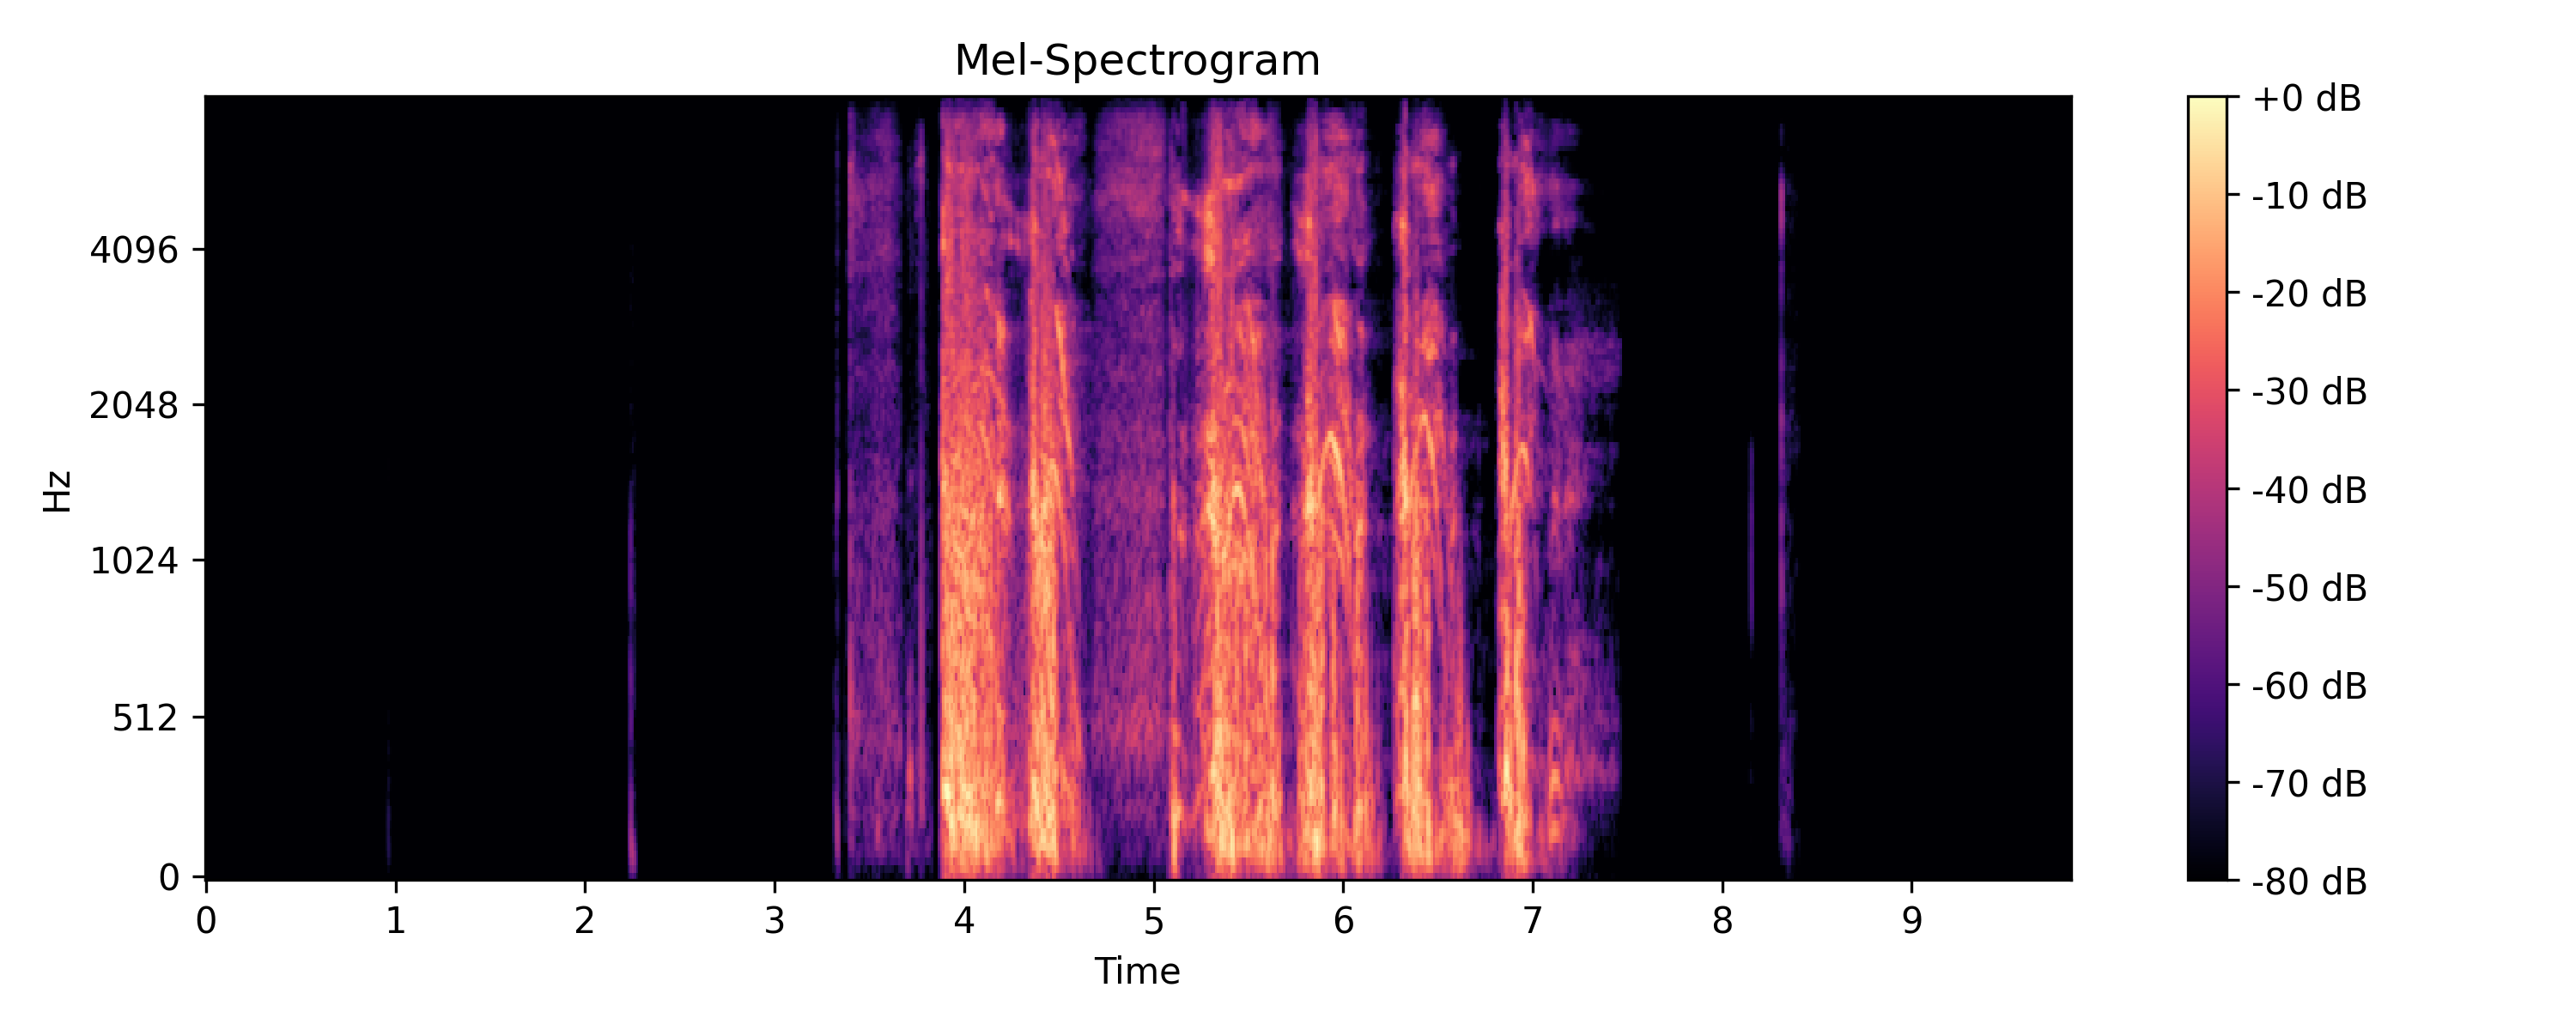 Mel-Spectrogram
Hz
4096
2048
1024
512
0
0 1 2 3 4 5 6 7 8 9
Time
+0 dB
-10 dB
-20 dB
-30 dB
-40 dB
-50 dB
-60 dB
-70 dB
-80 dB